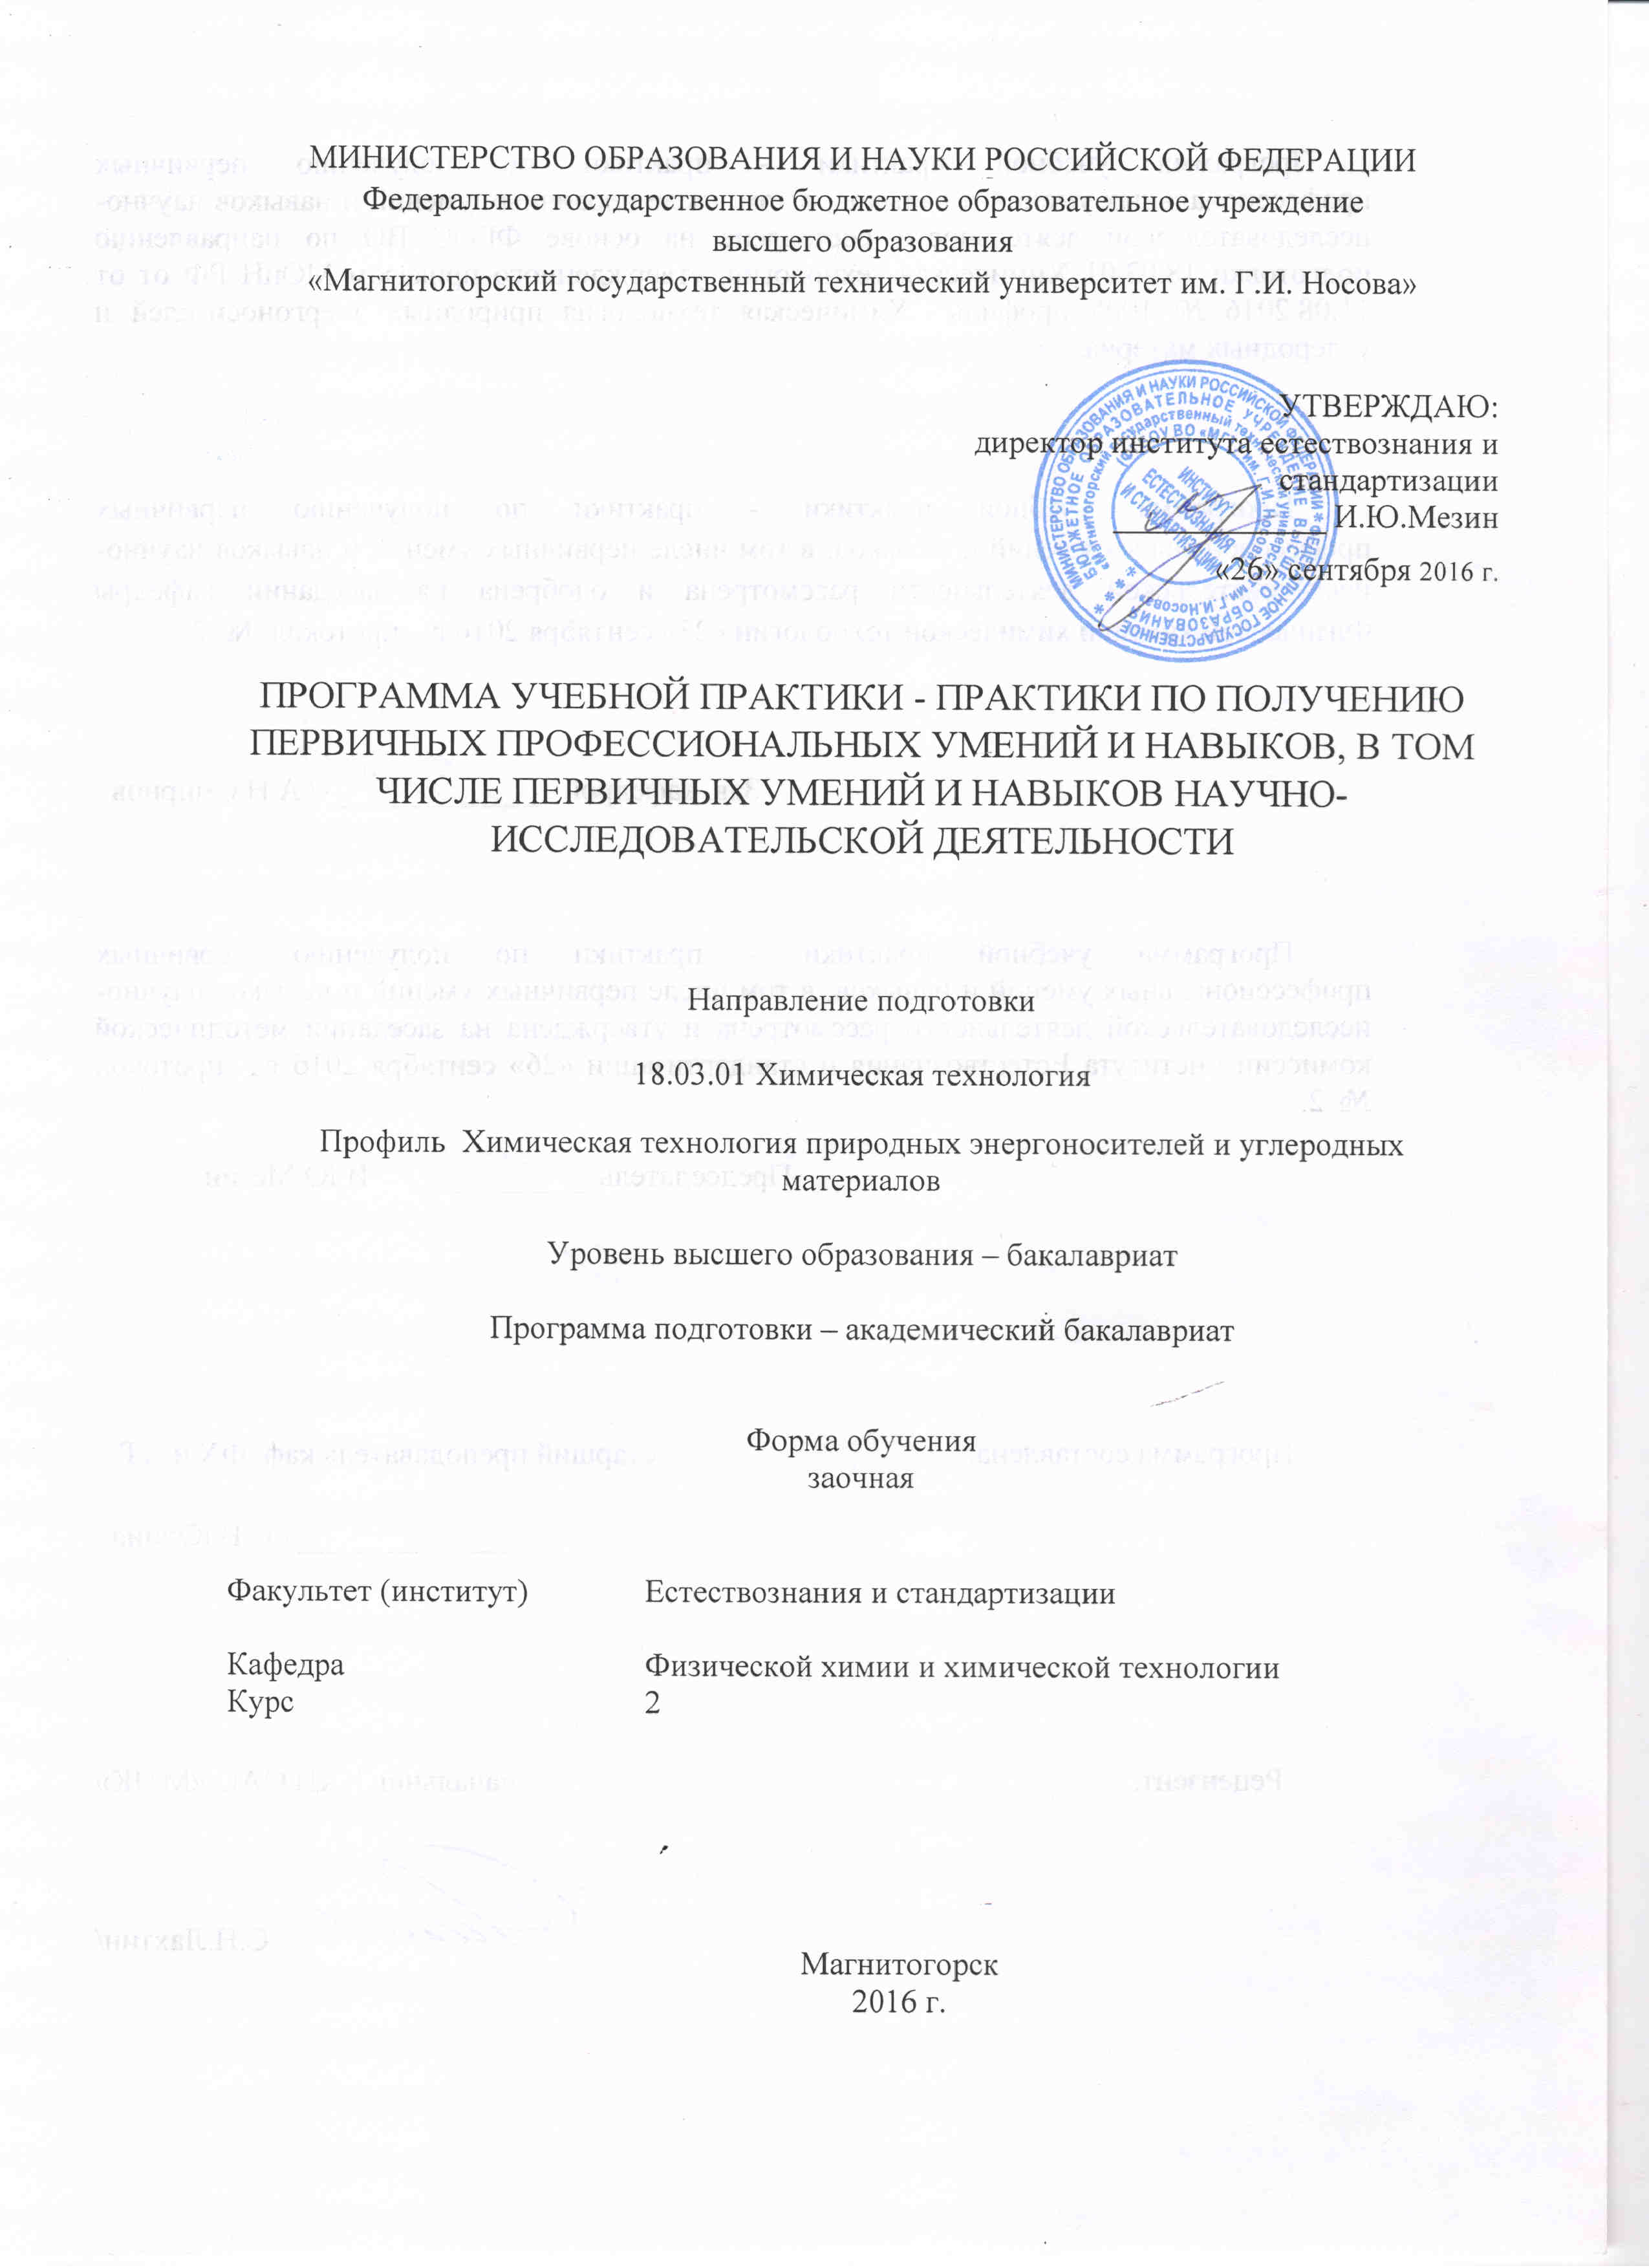 МИНИСТЕРСТВО ОБРАЗОВАНИЯ И НАУКИ РОССИЙСКОЙ ФЕДЕРАЦИИ
Федеральное государственное бюджетное образовательное учреждение
высшего образования
«Магнитогорский государственный технический университет им. Г.И. Носова»
УТВЕРЖДАЮ:
директор института естествознания и
стандартизации
И.Ю.Мезин
«26» сентября 2016 г.
ИНСТИТУТ
ЕСТЕСТВОЗНАНИЯ
И СТАНДАРТИЗАЦИИ
ПРОГРАММА УЧЕБНОЙ ПРАКТИКИ - ПРАКТИКИ ПО ПОЛУЧЕНИЮ
ПЕРВИЧНЫХ ПРОФЕССИОНАЛЬНЫХ УМЕНИЙ И НАВЫКОВ, В ТОМ
ЧИСЛЕ ПЕРВИЧНЫХ УМЕНИЙ И НАВЫКОВ НАУЧНО-
ИССЛЕДОВАТЕЛЬСКОЙ ДЕЯТЕЛЬНОСТИ
Направление подготовки
18.03.01 Химическая технология
Профиль Химическая технология природных энергоносителей и углеродных
материалов
Уровень высшего образования – бакалавриат
Программа подготовки – академический бакалавриат
Форма обучения
заочная
Факультет (институт) Естествознания и стандартизации
Кафедра Физической химии и химической технологии
Курс 2
Магнитогорск
2016 г.